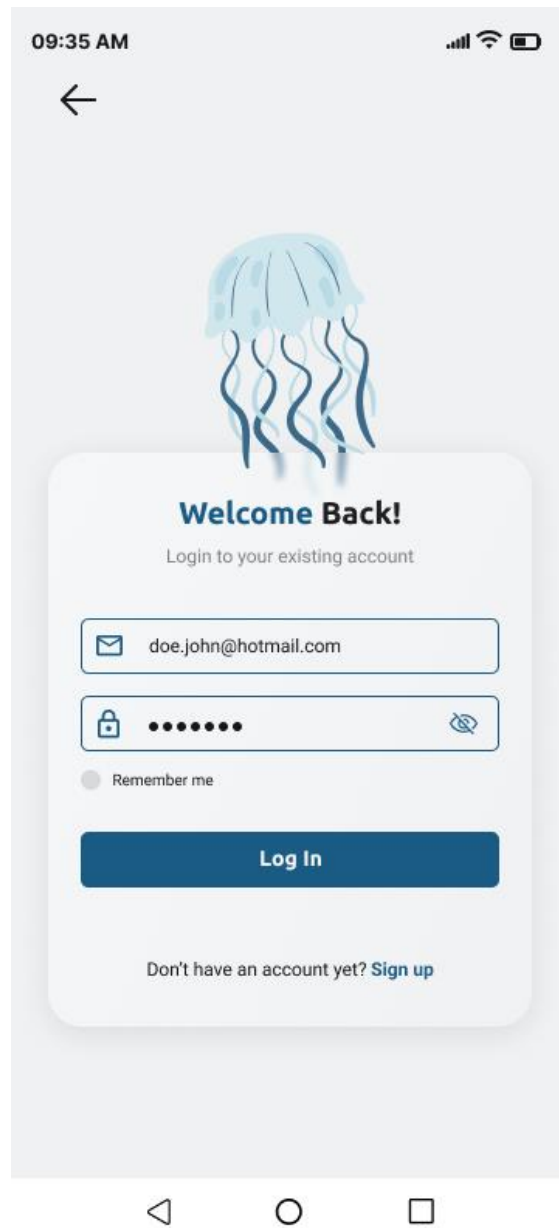 09:35 AM
Welcome Back!
Login to your existing account
doe.john@hotmail.com
●●●●●●●
Remember me
Log In
Don't have an account yet? Sign up